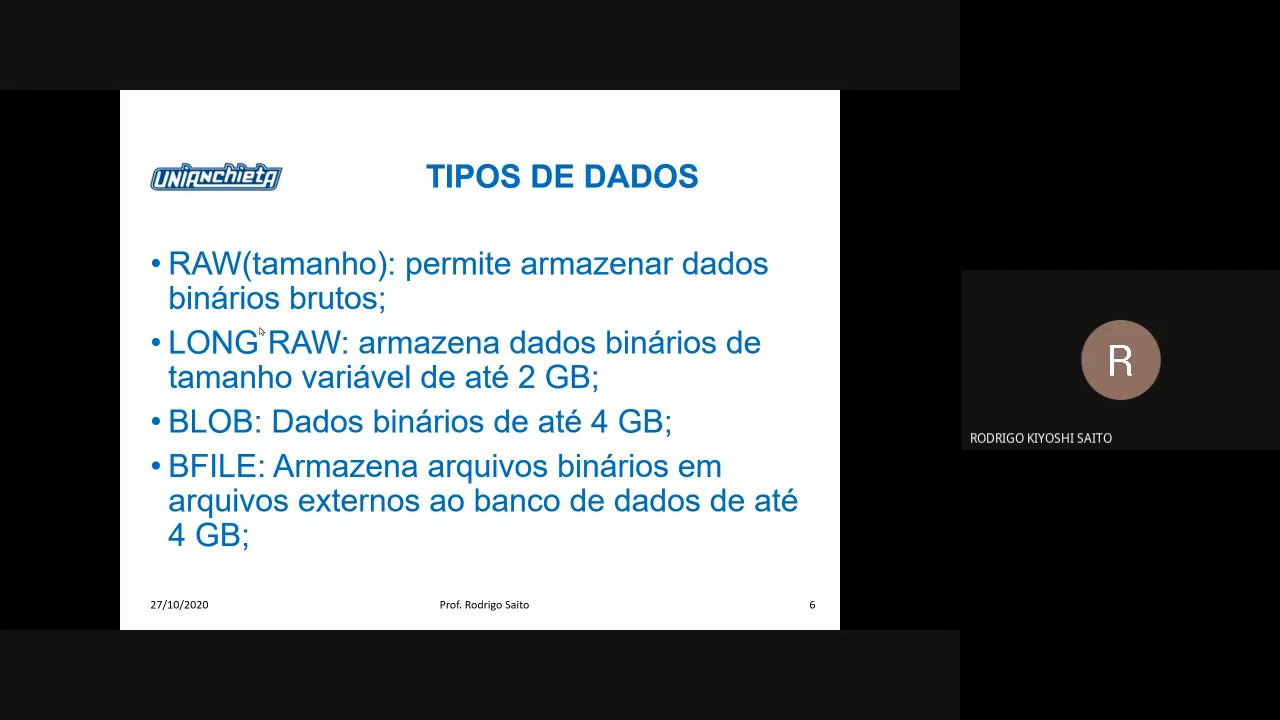 UNIANCHIETA
TIPOS DE DADOS
• RAW(tamanho): permite armazenar dados
binários brutos;
• LONG RAW: armazena dados binários de
tamanho variável de até 2 GB;
• BLOB: Dados binários de até 4 GB;
• BFILE: Armazena arquivos binários em
arquivos externos ao banco de dados de até
4 GB;
27/10/2020 Prof. Rodrigo Saito 6
R
RODRIGO KIYOSHI SAITO